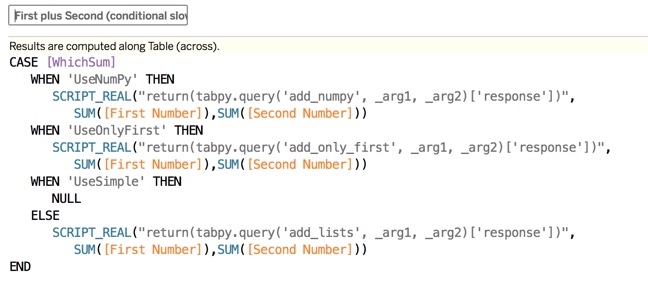 First plus Second (conditional slov
Results are computed along Table (across).
CASE [WhichSum]
WHEN 'UseNumPy' THEN
SCRIPT_REAL("return(tabpy.query('add_numpy', _arg1, _arg2)['response'])",
SUM([First Number]),SUM([Second Number]))
WHEN 'UseOnlyFirst' THEN
SCRIPT_REAL("return(tabpy.query('add_only_first', _arg1, _arg2)['response'])",
SUM([First Number]),SUM([Second Number]))
WHEN 'UseSimple' THEN
NULL
ELSE
SCRIPT_REAL("return(tabpy.query('add_lists', _arg1, _arg2)['response'])",
SUM([First Number]),SUM([Second Number]))
END